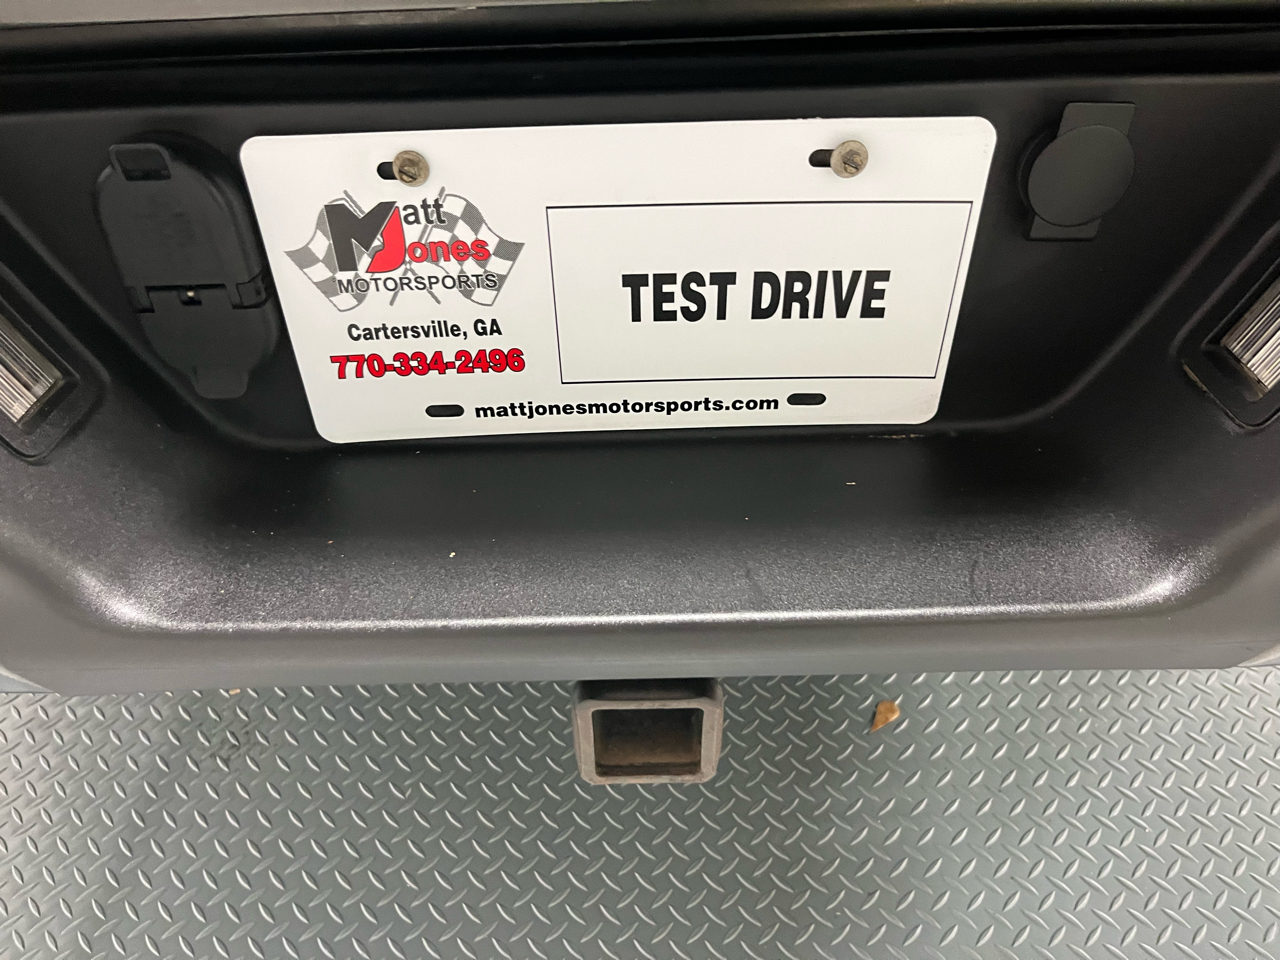 Matt
Jones
MOTORSPORTS
Cartersville, GA
770-334-2496
TEST DRIVE
mattjonesmotorsports.com